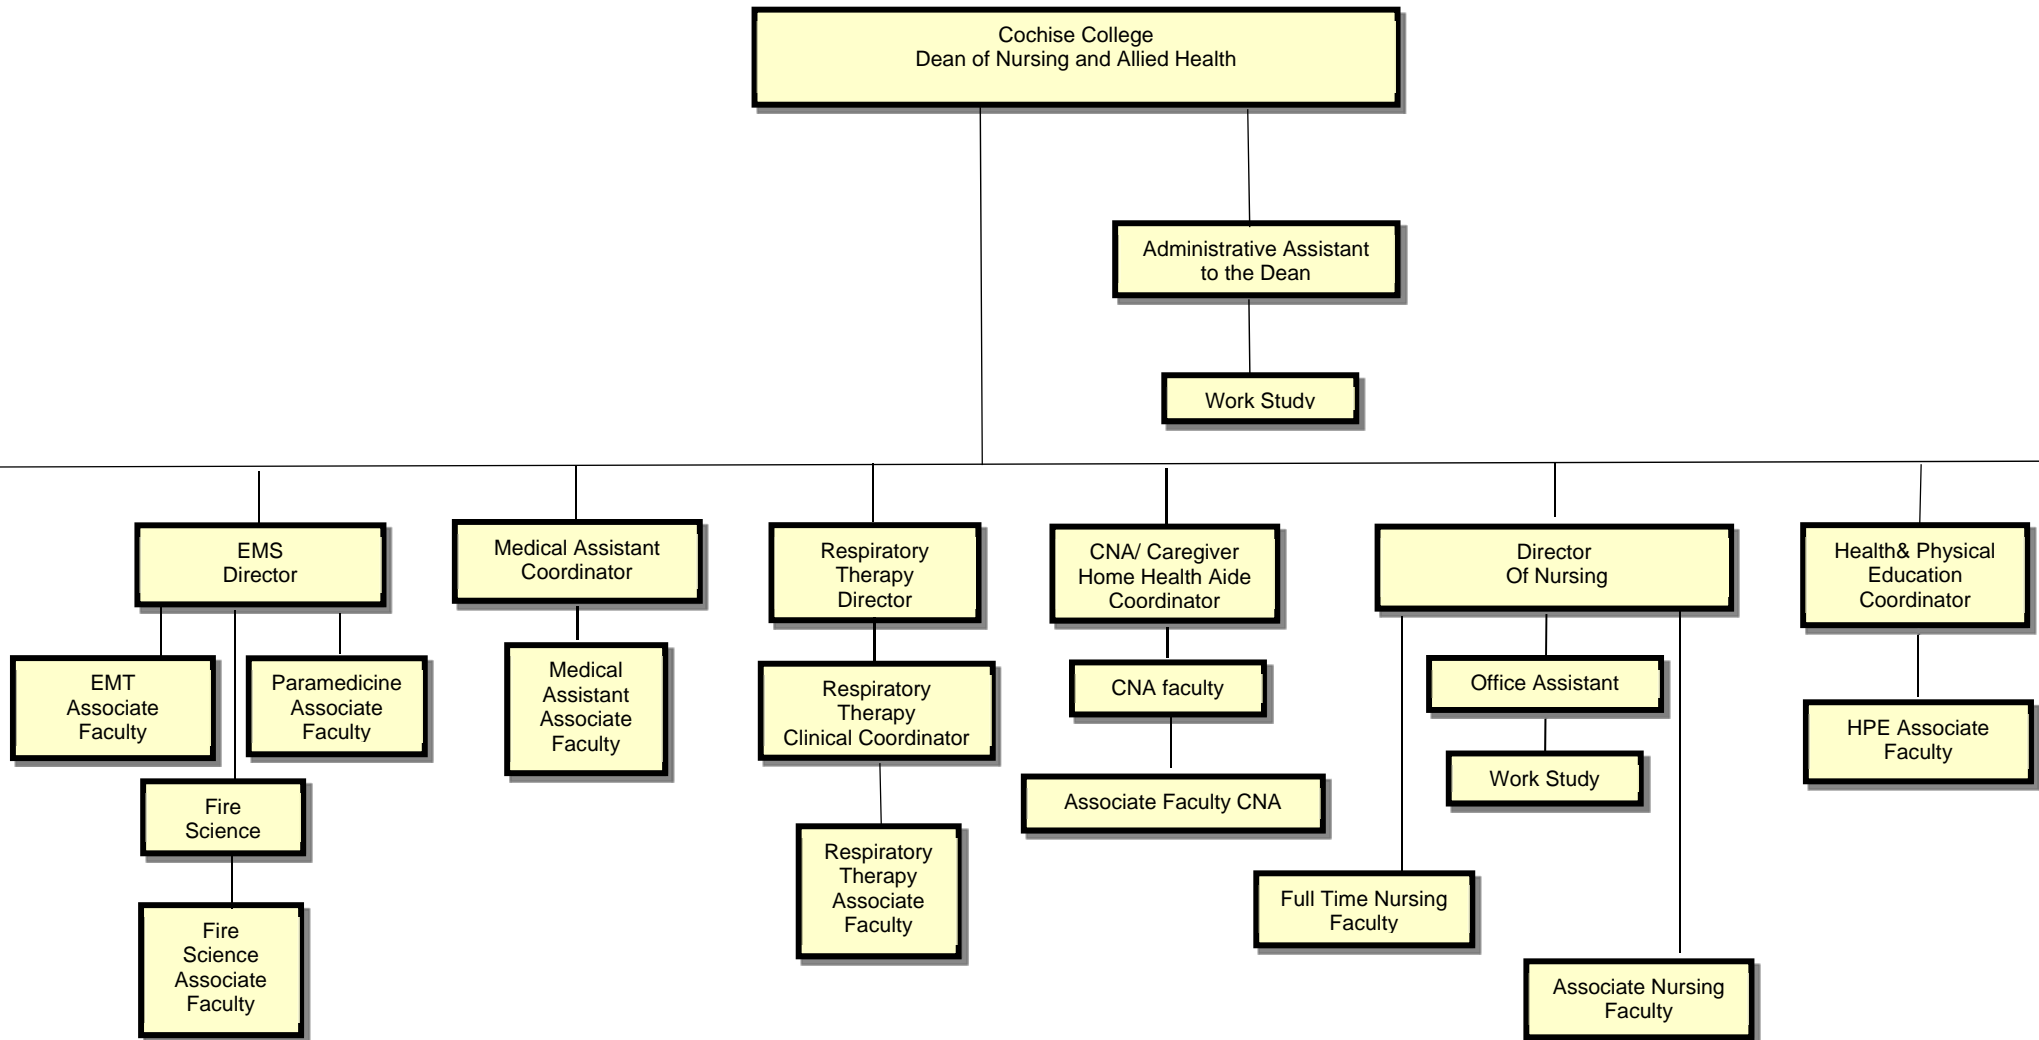 Cochise College
Dean of Nursing and Allied Health
Administrative Assistant
to the Dean
Work Study
EMS
Director
Medical Assistant
Coordinator
Respiratory
Therapy
Director
CNA/ Caregiver
Home Health Aide
Coordinator
Director
Of Nursing
Health& Physical
Education
Coordinator
EMT
Associate
Faculty
Paramedicine
Associate
Faculty
Medical
Assistant
Associate
Faculty
Respiratory
Therapy
Clinical Coordinator
CNA faculty
Office Assistant
HPE Associate
Faculty
Fire
Science
Associate Faculty CNA
Work Study
Respiratory
Therapy
Associate
Faculty
Full Time Nursing
Faculty
Fire
Science
Associate
Faculty
Associate Nursing
Faculty